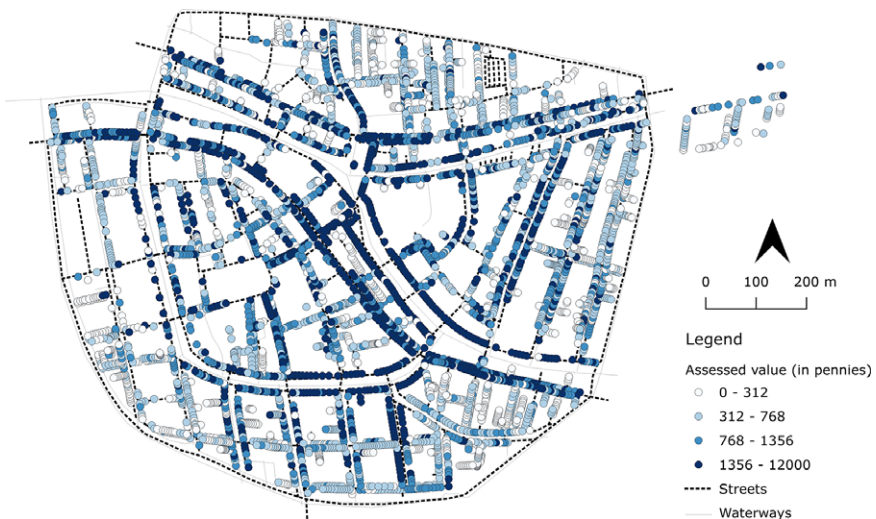 0 100 200 m
Legend
Assessed value (in pennies)
0 - 312
312 - 768
768 - 1356
1356 - 12000
Streets
Waterways